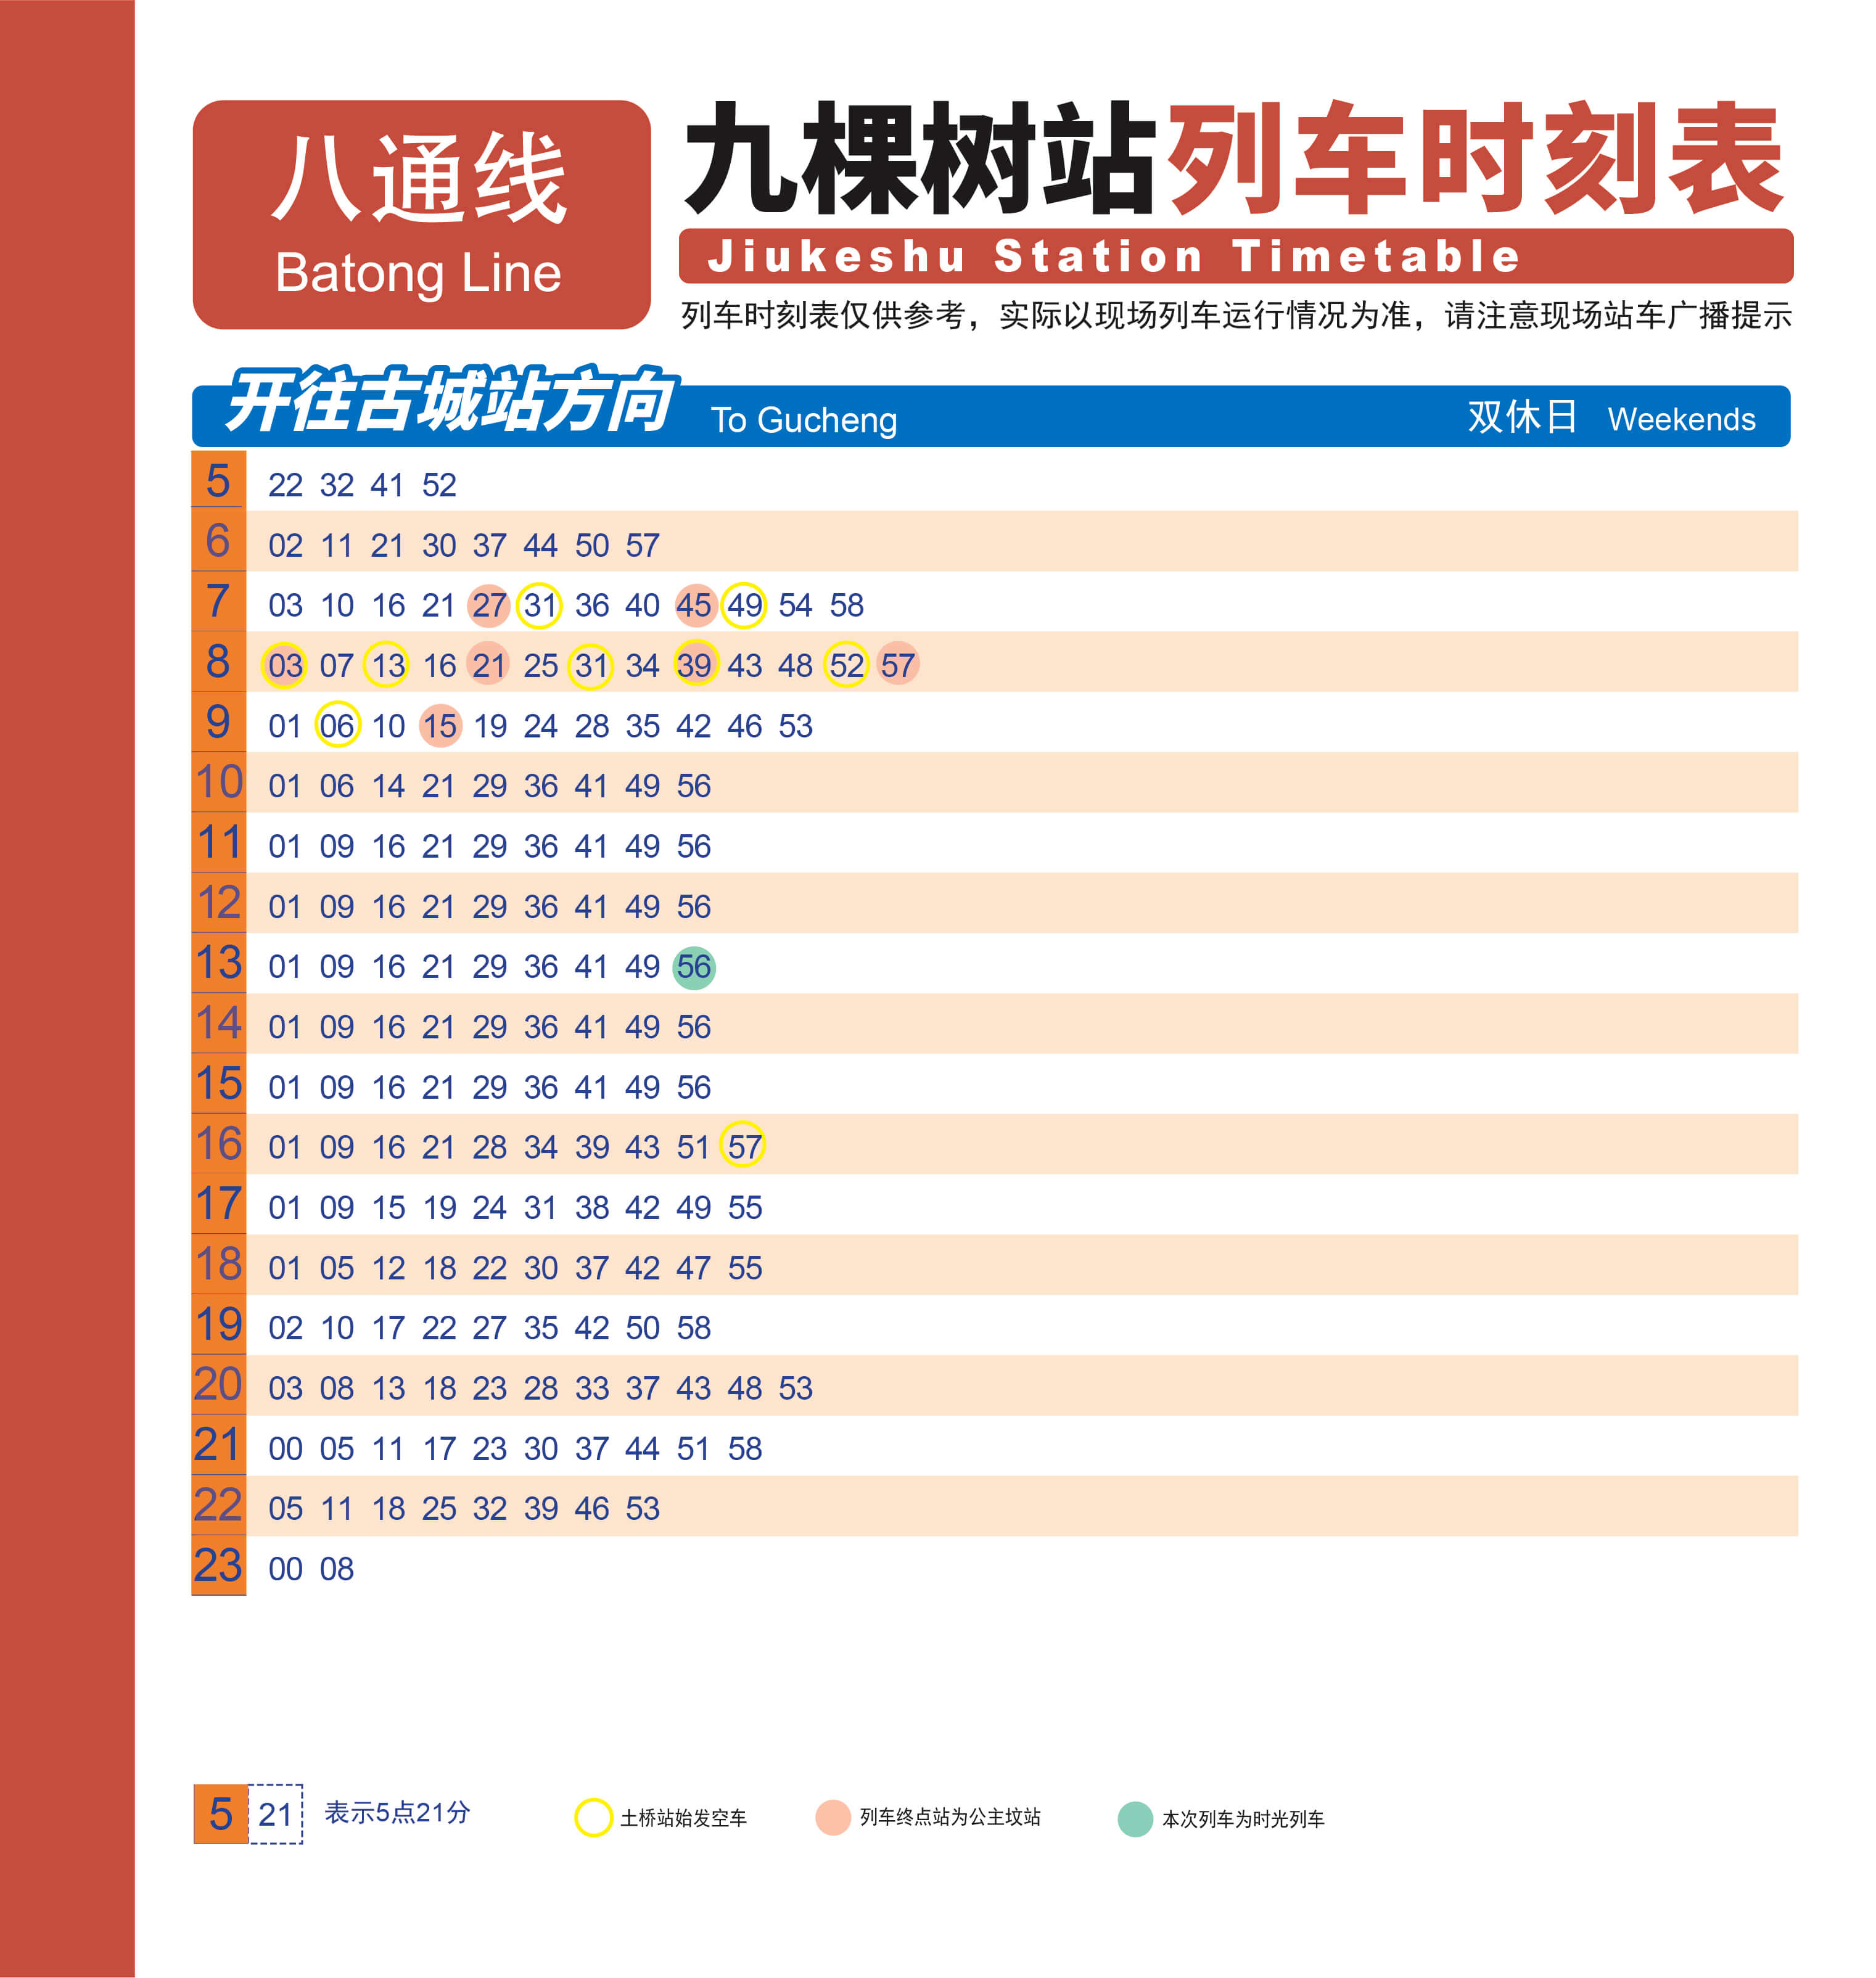 八通线
Batong Line
九棵树站列车时刻表
Jiukeshu Station Timetable
列车时刻表仅供参考，实际以现场列车运行情况为准，请注意现场站车广播提示
开往古城站方向 To Gucheng 双休日 Weekends
5 22 32 41 52
6 02 11 21 30 37 44 50 57
7 03 10 16 21 27 31 36 40 45 49 54 58
8 03 07 13 16 21 25 31 34 39 43 48 52 57
9 01 06 10 15 19 24 28 35 42 46 53
10 01 06 14 21 29 36 41 49 56
11 01 09 16 21 29 36 41 49 56
12 01 09 16 21 29 36 41 49 56
13 01 09 16 21 29 36 41 49 56
14 01 09 16 21 29 36 41 49 56
15 01 09 16 21 29 36 41 49 56
16 01 09 16 21 28 34 39 43 51 57
17 01 09 15 19 24 31 38 42 49 55
18 01 05 12 18 22 30 37 42 47 55
19 02 10 17 22 27 35 42 50 58
20 03 08 13 18 23 28 33 37 43 48 53
21 00 05 11 17 23 30 37 44 51 58
22 05 11 18 25 32 39 46 53
23 00 08
5 21 表示5点21分 土桥站始发空车 列车终点站为公主坟站 本次列车为时光列车